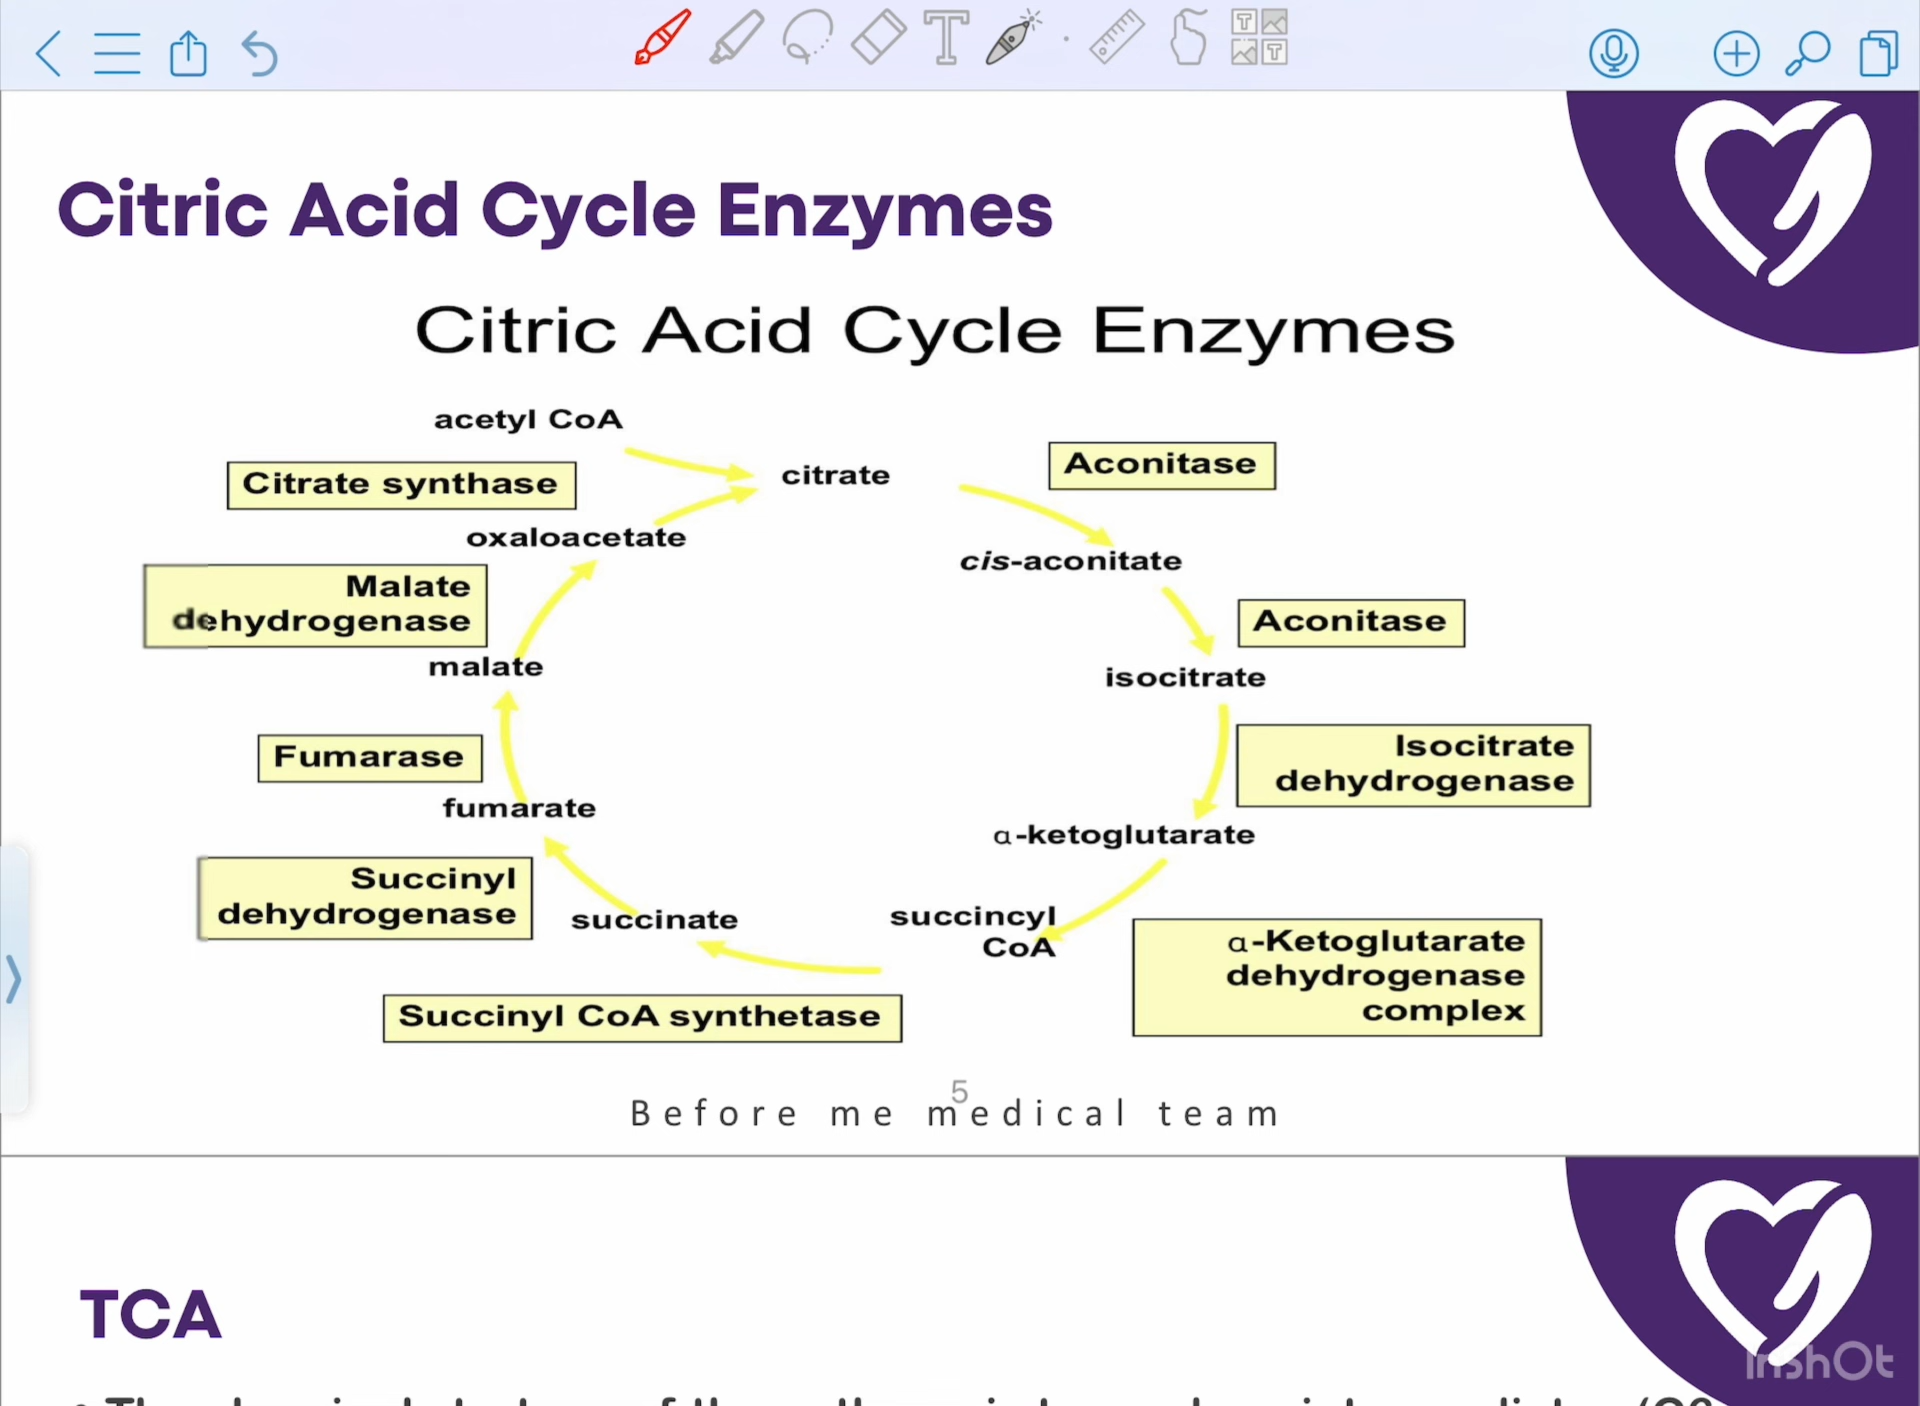 Citric Acid Cycle Enzymes
Citric Acid Cycle Enzymes
acetyl CoA
Citrate synthase
citrate
Aconitase
oxaloacetate
cis-aconitate
Malate
dehydrogenase
Aconitase
malate
isocitrate
Fumarase
Isocitrate
dehydrogenase
fumarate
α-ketoglutarate
Succinyl
dehydrogenase
succinate
succincyl
CoA
α-Ketoglutarate
dehydrogenase
complex
Succinyl CoA synthetase
5
Before me medical team
TCA
InshOt